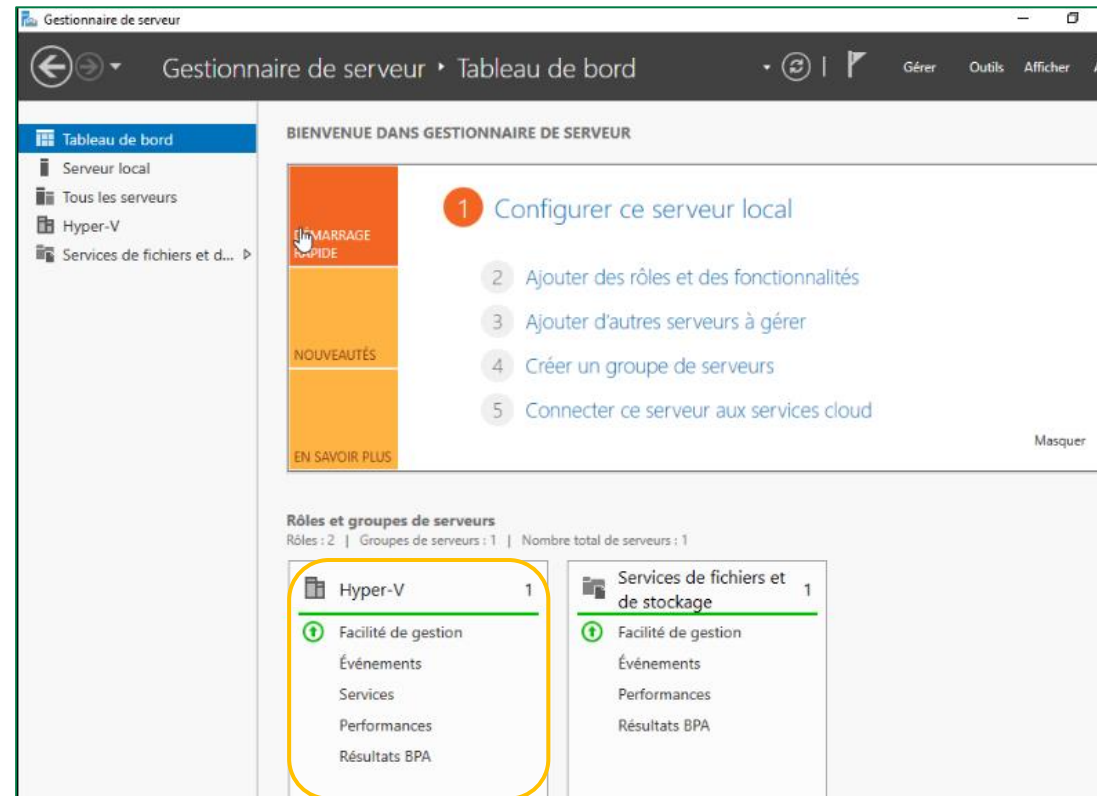 Gestionnaire de serveur
Gestionnaire de serveur
Tableau de bord
Gérer
Outils
Afficher
Tableau de bord
Serveur local
Tous les serveurs
Hyper-V
Services de fichiers et d...
BIENVENUE DANS GESTIONNAIRE DE SERVEUR
DÉMARRAGE
RAPIDE
NOUVEAUTÉS
EN SAVOIR PLUS
1 Configurer ce serveur local
2 Ajouter des rôles et des fonctionnalités
3 Ajouter d'autres serveurs à gérer
4 Créer un groupe de serveurs
5 Connecter ce serveur aux services cloud
Masquer
Rôles et groupes de serveurs
Rôles : 2 | Groupes de serveurs : 1 | Nombre total de serveurs : 1
Hyper-V 1
Facilité de gestion
Événements
Services
Performances
Résultats BPA
Services de fichiers et
de stockage 1
Facilité de gestion
Événements
Performances
Résultats BPA